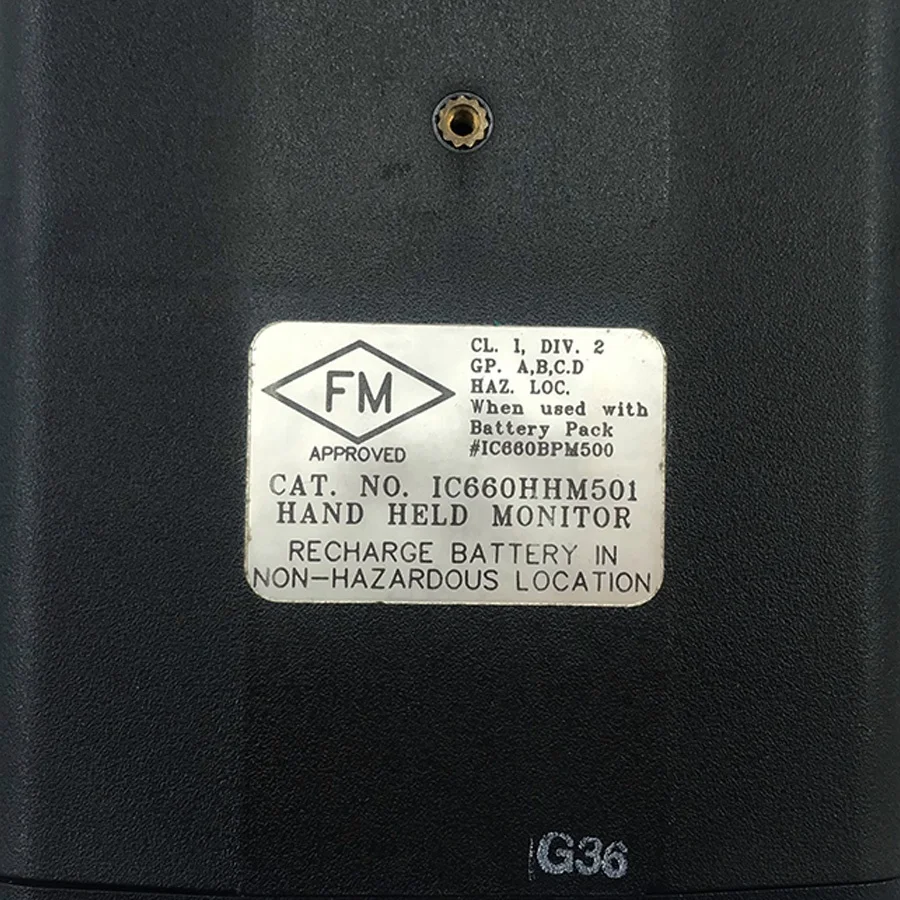 FM
APPROVED
CL. I, DIV. 2
GP. A,B,C.D
HAZ. LOC.
When used with
Battery Pack
#IC660BPM500
CAT. NO. IC660HHM501
HAND HELD MONITOR
RECHARGE BATTERY IN
NON-HAZARDOUS LOCATION
G36